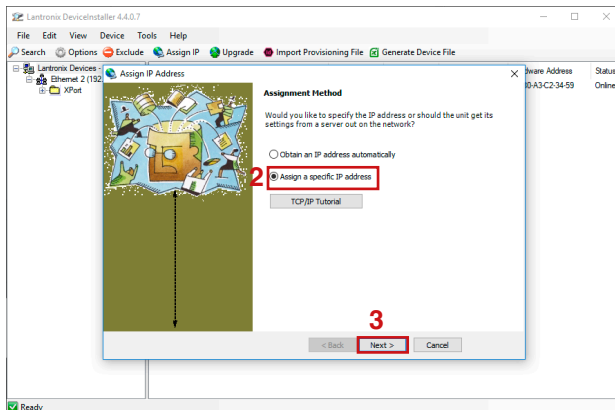 Lantronix DeviceInstaller 4.4.0.7
File Edit View Device Tools Help
Search Options Exclude Assign IP Upgrade Import Provisioning File Generate Device File
Lantronix Devices -
Ethernet 2 (192
XPort
dware Address Status
0-A3-C2-34-59 Online
Assign IP Address
Assignment Method
Would you like to specify the IP address or should the unit get its
settings from a server out on the network?
Obtain an IP address automatically
2 Assign a specific IP address
TCP/IP Tutorial
3
< Back Next > Cancel
Ready